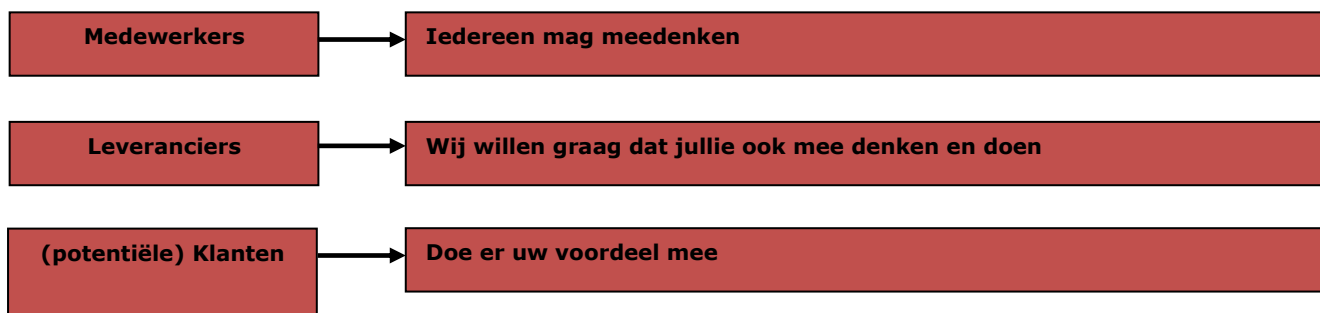 Medewerkers
Iedereen mag meedenken
Leveranciers
Wij willen graag dat jullie ook mee denken en doen
(potentiële) Klanten
Doe er uw voordeel mee